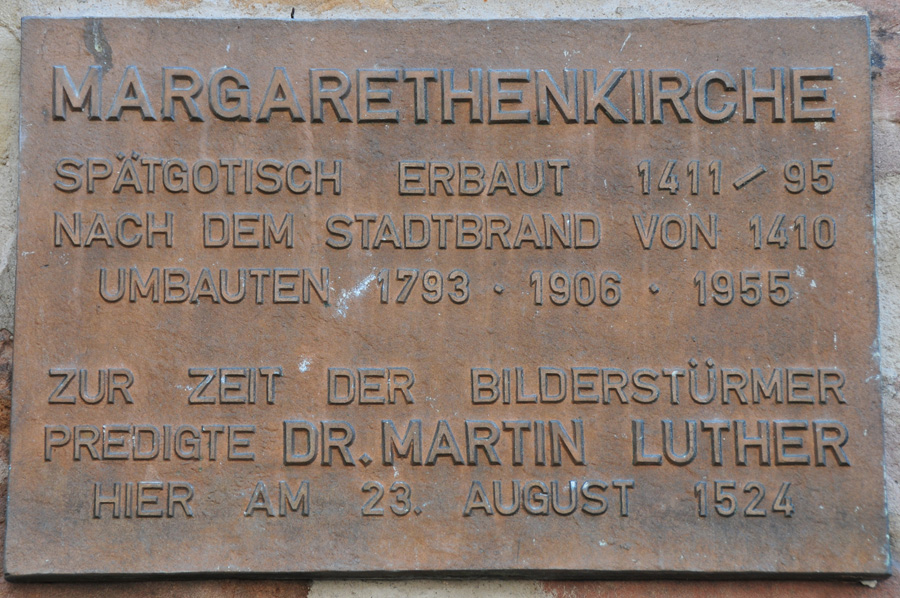 MARGARETHENKIRCHE
SPÄTGOTISCH ERBAUT 1411/95
NACH DEM STADTBRAND VON 1410
UMBAUTEN 1793 · 1906 · 1955
ZUR ZEIT DER BILDERSTÜRMER
PREDIGTE DR. MARTIN LUTHER
HIER AM 23. AUGUST 1524